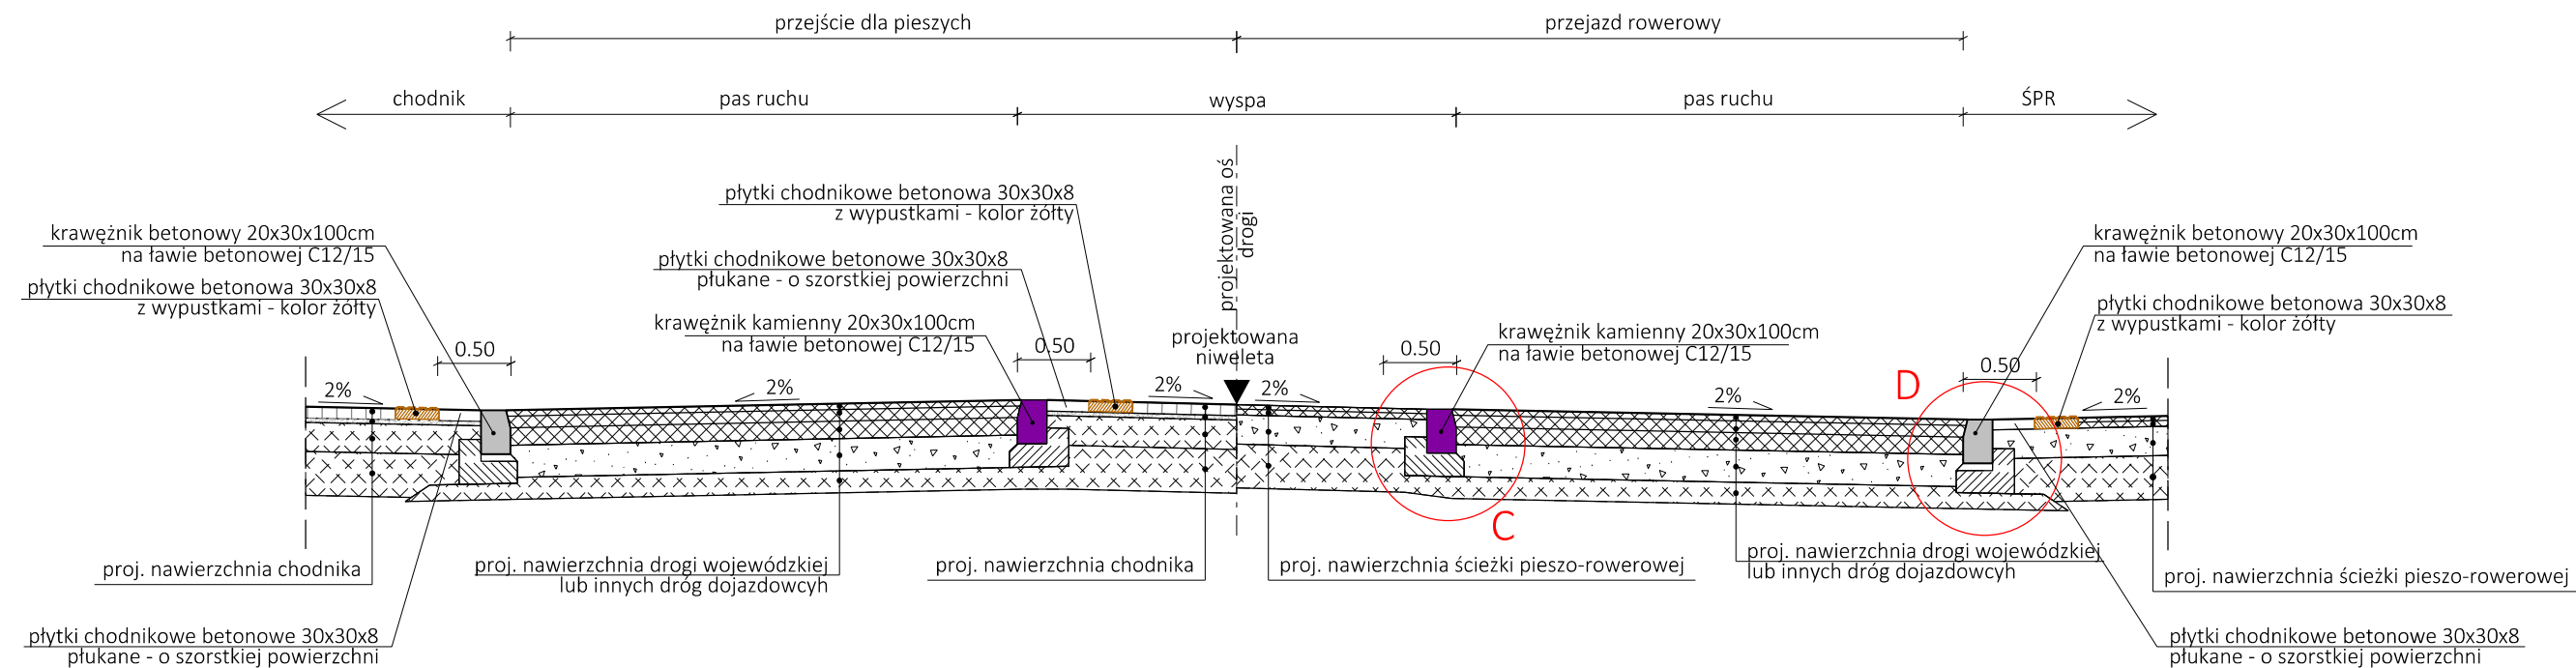 przejście dla pieszych
przejazd rowerowy
chodnik
pas ruchu
wyspa
pas ruchu
ŚPR
projektowana oś
drogi
płytki chodnikowe betonowa 30x30x8
z wypustkami - kolor żółty
krawężnik betonowy 20x30x100cm
na ławie betonowej C12/15
płytki chodnikowe betonowe 30x30x8
płukane - o szorstkiej powierzchni
krawężnik betonowy 20x30x100cm
na ławie betonowej C12/15
płytki chodnikowe betonowa 30x30x8
z wypustkami - kolor żółty
krawężnik kamienny 20x30x100cm
na ławie betonowej C12/15
projektowana
niweleta
krawężnik kamienny 20x30x100cm
na ławie betonowej C12/15
płytki chodnikowe betonowa 30x30x8
z wypustkami - kolor żółty
0.50
0.50
0.50
0.50
2%
2%
2%
2%
2%
2%
D
C
proj. nawierzchnia chodnika
proj. nawierzchnia drogi wojewódzkiej
lub innych dróg dojazdowcyh
proj. nawierzchnia chodnika
proj. nawierzchnia ścieżki pieszo-rowerowej
proj. nawierzchnia drogi wojewódzkiej
lub innych dróg dojazdowcyh
proj. nawierzchnia ścieżki pieszo-rowerowej
płytki chodnikowe betonowe 30x30x8
płukane - o szorstkiej powierzchni
płytki chodnikowe betonowe 30x30x8
płukane - o szorstkiej powierzchni